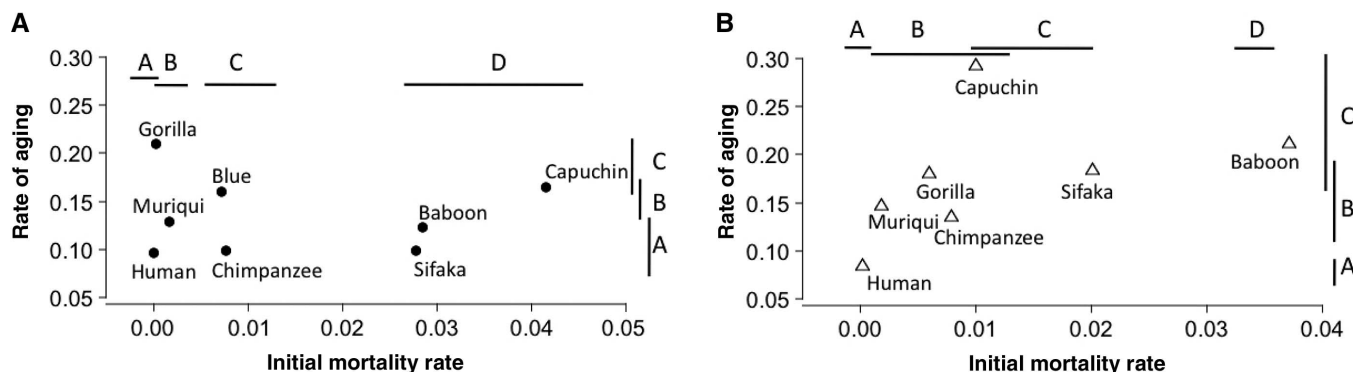 A
A B C D
0.30
0.25
0.20
0.15
0.10
0.05
Rate of aging
Gorilla
Blue
Muriqui
Human
Chimpanzee
Baboon
Sifaka
Capuchin
C
B
A
0.00 0.01 0.02 0.03 0.04 0.05
Initial mortality rate
B
A B C D
0.30
0.25
0.20
0.15
0.10
0.05
Rate of aging
Capuchin
Gorilla
Muriqui
Chimpanzee
Human
Sifaka
Baboon
C
B
A
0.00 0.01 0.02 0.03 0.04
Initial mortality rate